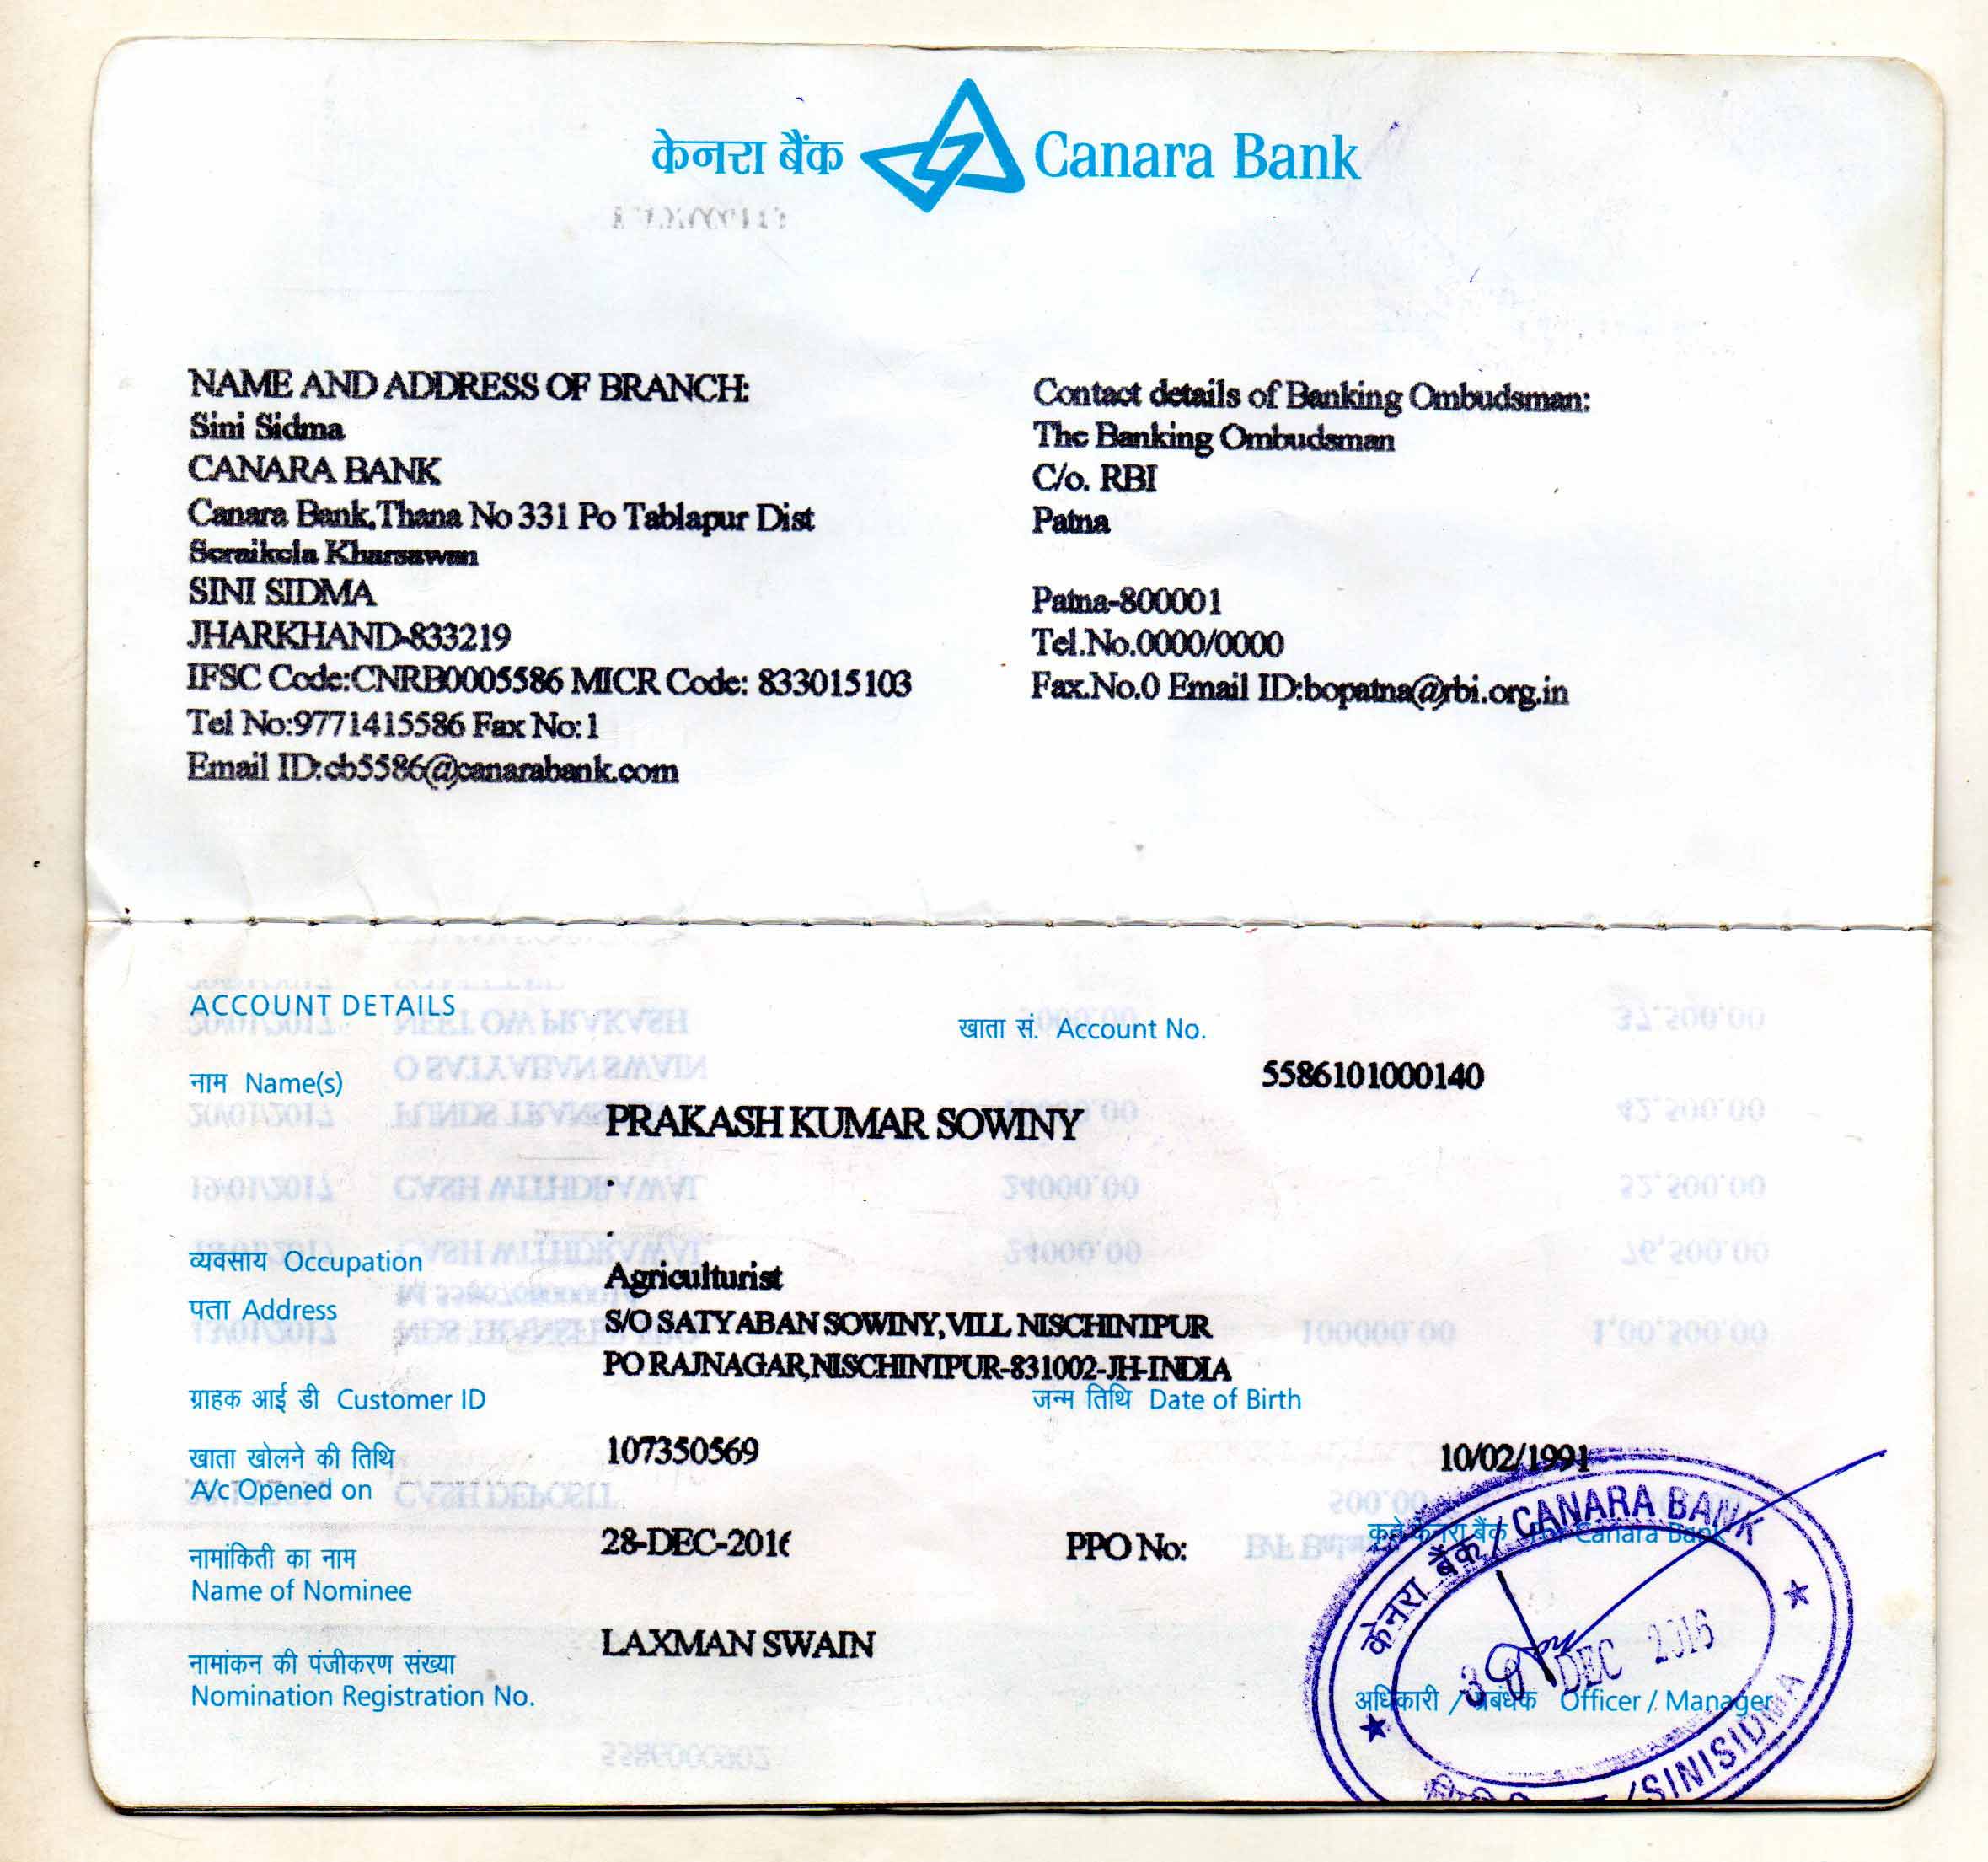 केनरा बैंक Canara Bank
NAME AND ADDRESS OF BRANCH:
Sini Sidma
CANARA BANK
Canara Bank,Thana No 331 Po Tablapur Dist
Seraikela Kharsawan
SINI SIDMA
JHARKHAND-833219
IFSC Code:CNRB0005586 MICR Code: 833015103
Tel No:9771415586 Fax No:1
Email ID:cb5586@canarabank.com
Contact details of Banking Ombudsman:
The Banking Ombudsman
C/o. RBI
Patna
Patna-800001
Tel.No.0000/0000
Fax.No.0 Email ID:bopatna@rbi.org.in
ACCOUNT DETAILS
खाता सं. Account No.
5586101000140
नाम Name(s)
PRAKASH KUMAR SOWINY
.
.
व्यवसाय Occupation
Agriculturist
पता Address
S/O SATYABAN SOWINY,VILL NISCHINTPUR
PO RAJNAGAR,NISCHINTPUR-831002-JH-INDIA
ग्राहक आई डी Customer ID
जन्म तिथि Date of Birth
107350569
10/02/1991
खाता खोलने की तिथि
A/c Opened on
28-DEC-2016
PPO No:
कृते केनरा बैंक Canara Bank
नामांकिती का नाम
Name of Nominee
LAXMAN SWAIN
नामांकन की पंजीकरण संख्या
Nomination Registration No.
अधिकारी / प्रबंधक Officer / Manager
केनरा बैंक / CANARA BANK
30 DEC 2016
/SINISIDMA